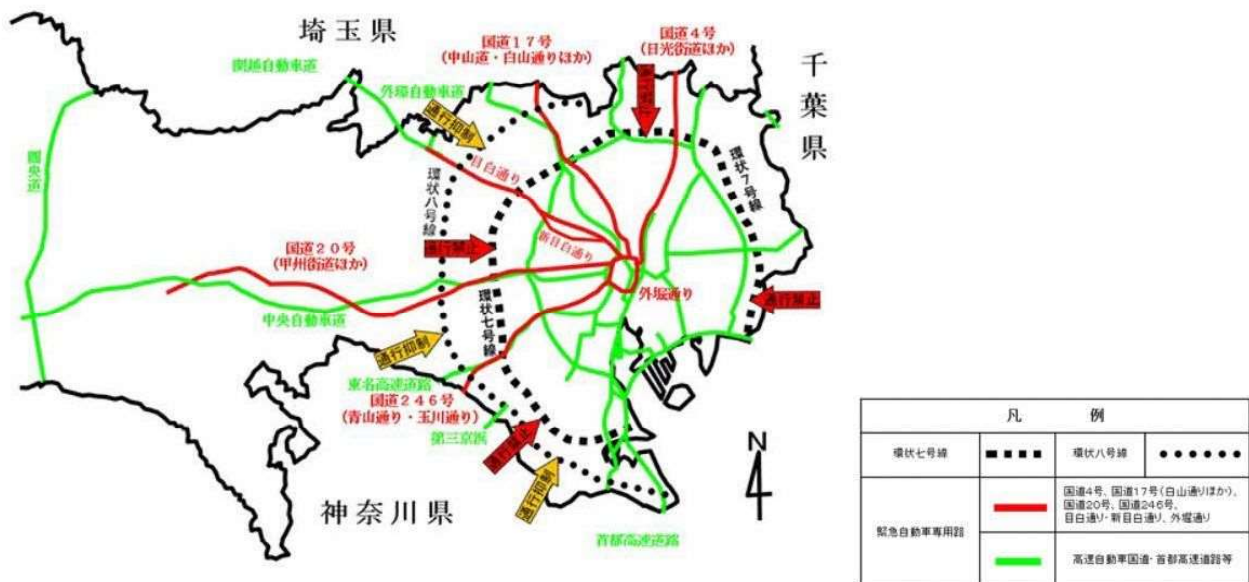 埼玉県
国道17号
(中山道・白山通りほか)
国道4号
(日光街道ほか)
千葉県
関越自動車道
外環自動車道
通行抑制
通行禁止
圏央道
目白通り
環状八号線
環状7号線
新目白通り
通行禁止
国道20号
(甲州街道ほか)
外堀通り
通行禁止
環状七号線
中央自動車道
通行抑制
東名高速道路
国道246号
(青山通り・玉川通り)
第三京浜
通行禁止
通行抑制
N
神奈川県
首都高速道路
凡 例
環状七号線
環状八号線
緊急自動車専用路
国道4号、国道17号(白山通りほか)、
国道20号、国道246号、
目白通り・新目白通り、外堀通り
高速自動車国道・首都高速道路等